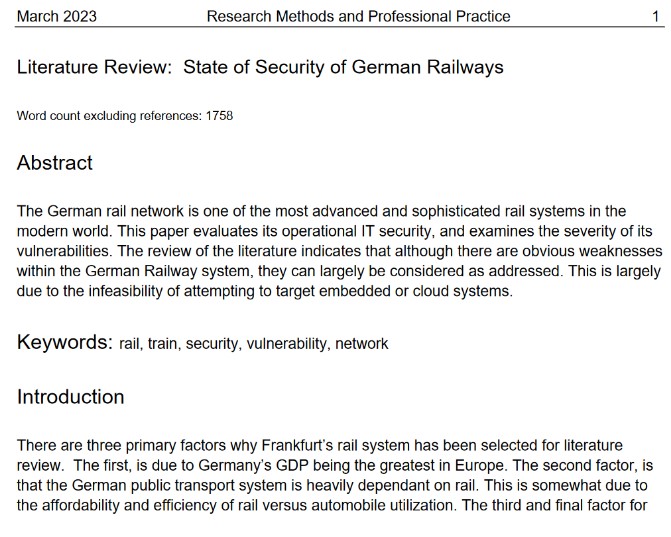 March 2023 Research Methods and Professional Practice 1
Literature Review:  State of Security of German Railways
Word count excluding references: 1758
Abstract
The German rail network is one of the most advanced and sophisticated rail systems in the
modern world. This paper evaluates its operational IT security, and examines the severity of its
vulnerabilities. The review of the literature indicates that although there are obvious weaknesses
within the German Railway system, they can largely be considered as addressed. This is largely
due to the infeasibility of attempting to target embedded or cloud systems.
Keywords: rail, train, security, vulnerability, network
Introduction
There are three primary factors why Frankfurt's rail system has been selected for literature
review.  The first, is due to Germany's GDP being the greatest in Europe. The second factor, is
that the German public transport system is heavily dependant on rail. This is somewhat due to
the affordability and efficiency of rail versus automobile utilization. The third and final factor for